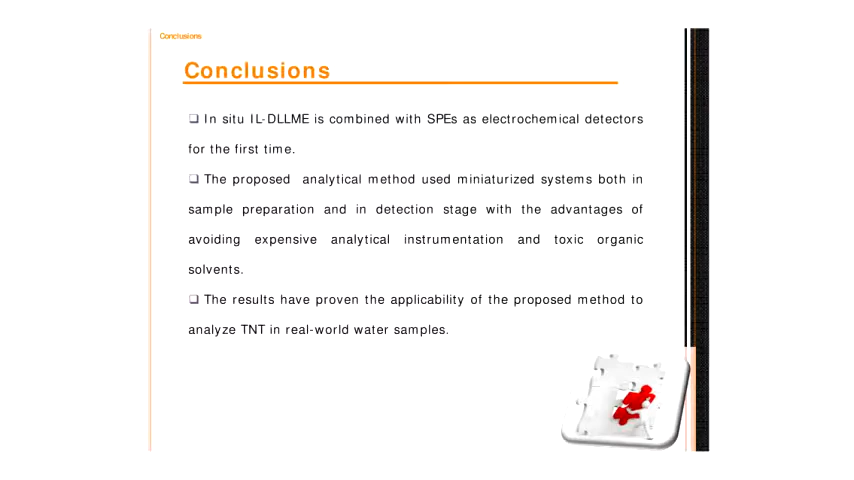 Conclusions
Conclusions
❑ In situ IL-DLLME is combined with SPEs as electrochemical detectors
for the first time.
❑ The proposed analytical method used miniaturized systems both in
sample preparation and in detection stage with the advantages of
avoiding expensive analytical instrumentation and toxic organic
solvents.
❑ The results have proven the applicability of the proposed method to
analyze TNT in real-world water samples.